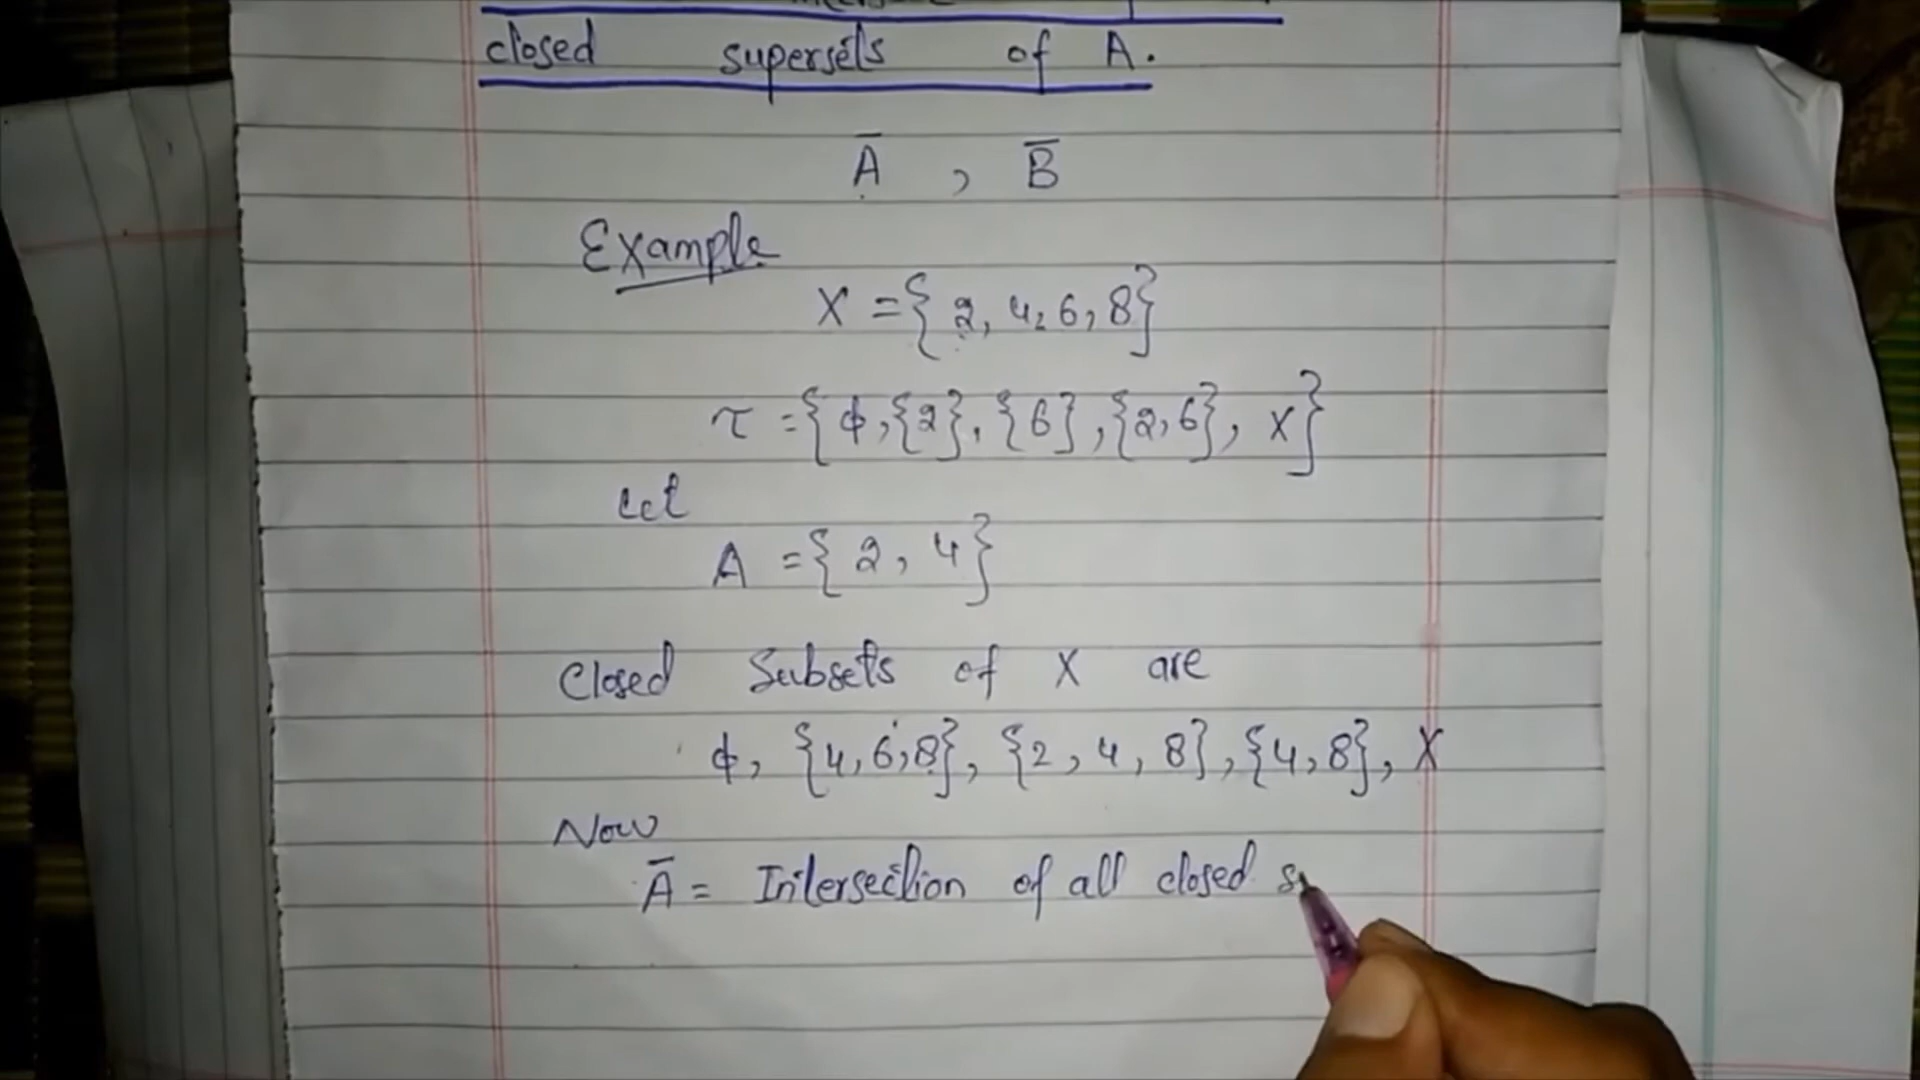 closed supersets of A.
A̅ , B̅
Example
X = { 2, 4, 6, 8}
τ = { ϕ, {2}, {6}, {2, 6}, X}
Let
A = { 2, 4}
Closed Subsets of X are
ϕ, {4, 6, 8}, {2, 4, 8}, {4, 8}, X
Now
A̅ = Intersection of all closed s